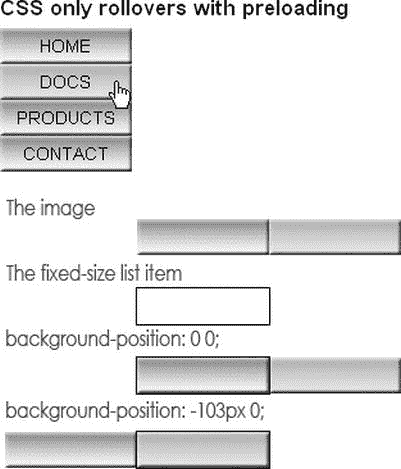 CSS only rollovers with preloading
HOME
DOCS
PRODUCTS
CONTACT
The image
The fixed-size list item
background-position: 0 0;
background-position: -103px 0;